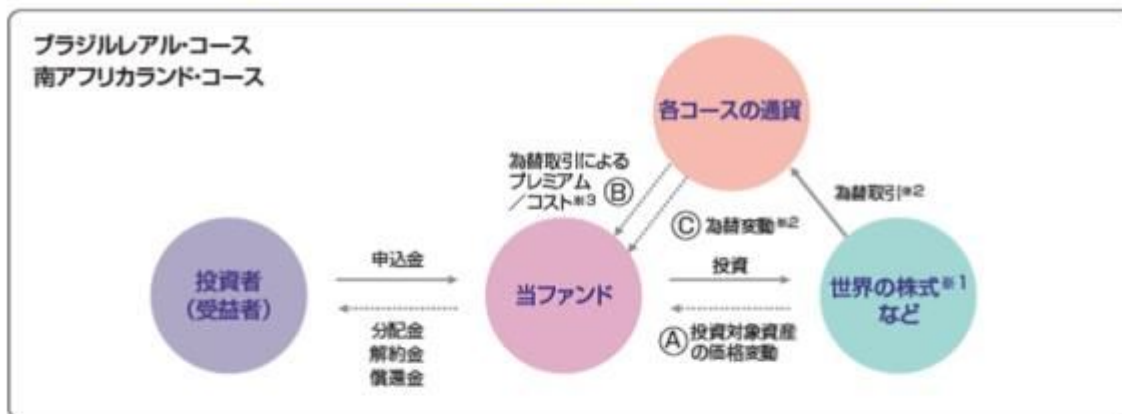 ブラジルレアル・コース
南アフリカランド・コース
各コースの通貨
為替取引による
プレミアム
／コスト※3
Ⓑ
為替取引※2
Ⓒ 為替変動※2
投資者
（受益者）
申込金
分配金
解約金
償還金
当ファンド
投資
Ⓐ 投資対象資産
の価格変動
世界の株式※1
など